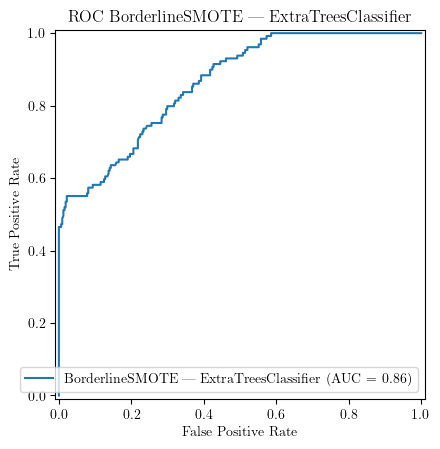 ROC BorderlineSMOTE — ExtraTreesClassifier
1.0
0.8
0.6
0.4
0.2
0.0
True Positive Rate
BorderlineSMOTE — ExtraTreesClassifier (AUC = 0.86)
0.0 0.2 0.4 0.6 0.8 1.0
False Positive Rate